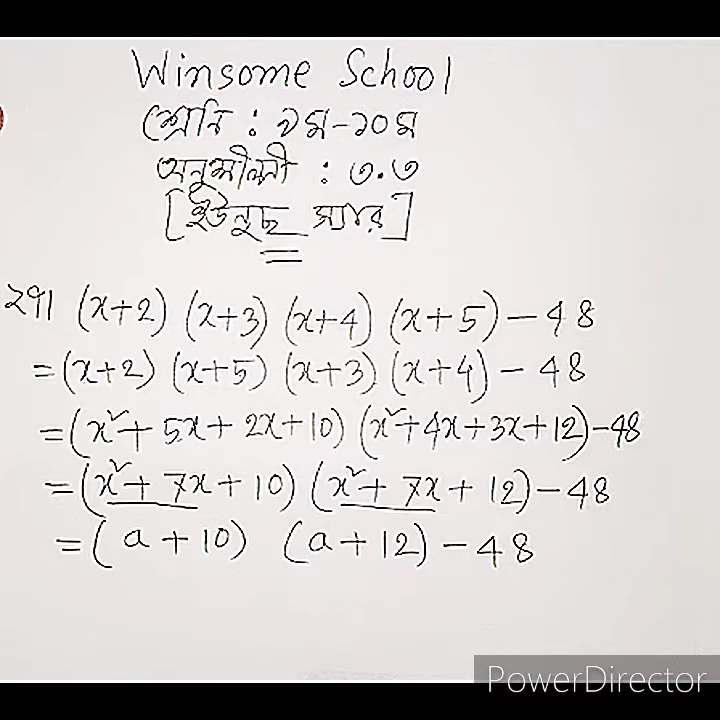 Winsome School
শ্রেনি : ৯ম-১০ম
অনুশীলনী : ৩.৩
[ইউনুছ স্যার]
২৭। (x+2) (x+3) (x+4) (x+5) - 48
= (x+2) (x+5) (x+3) (x+4) - 48
= (x²+ 5x+ 2x+10) (x²+4x+3x+12)-48
= (x²+ 7x+10) (x²+ 7x+12)-48
= (a+10) (a+12)-48
PowerDirector